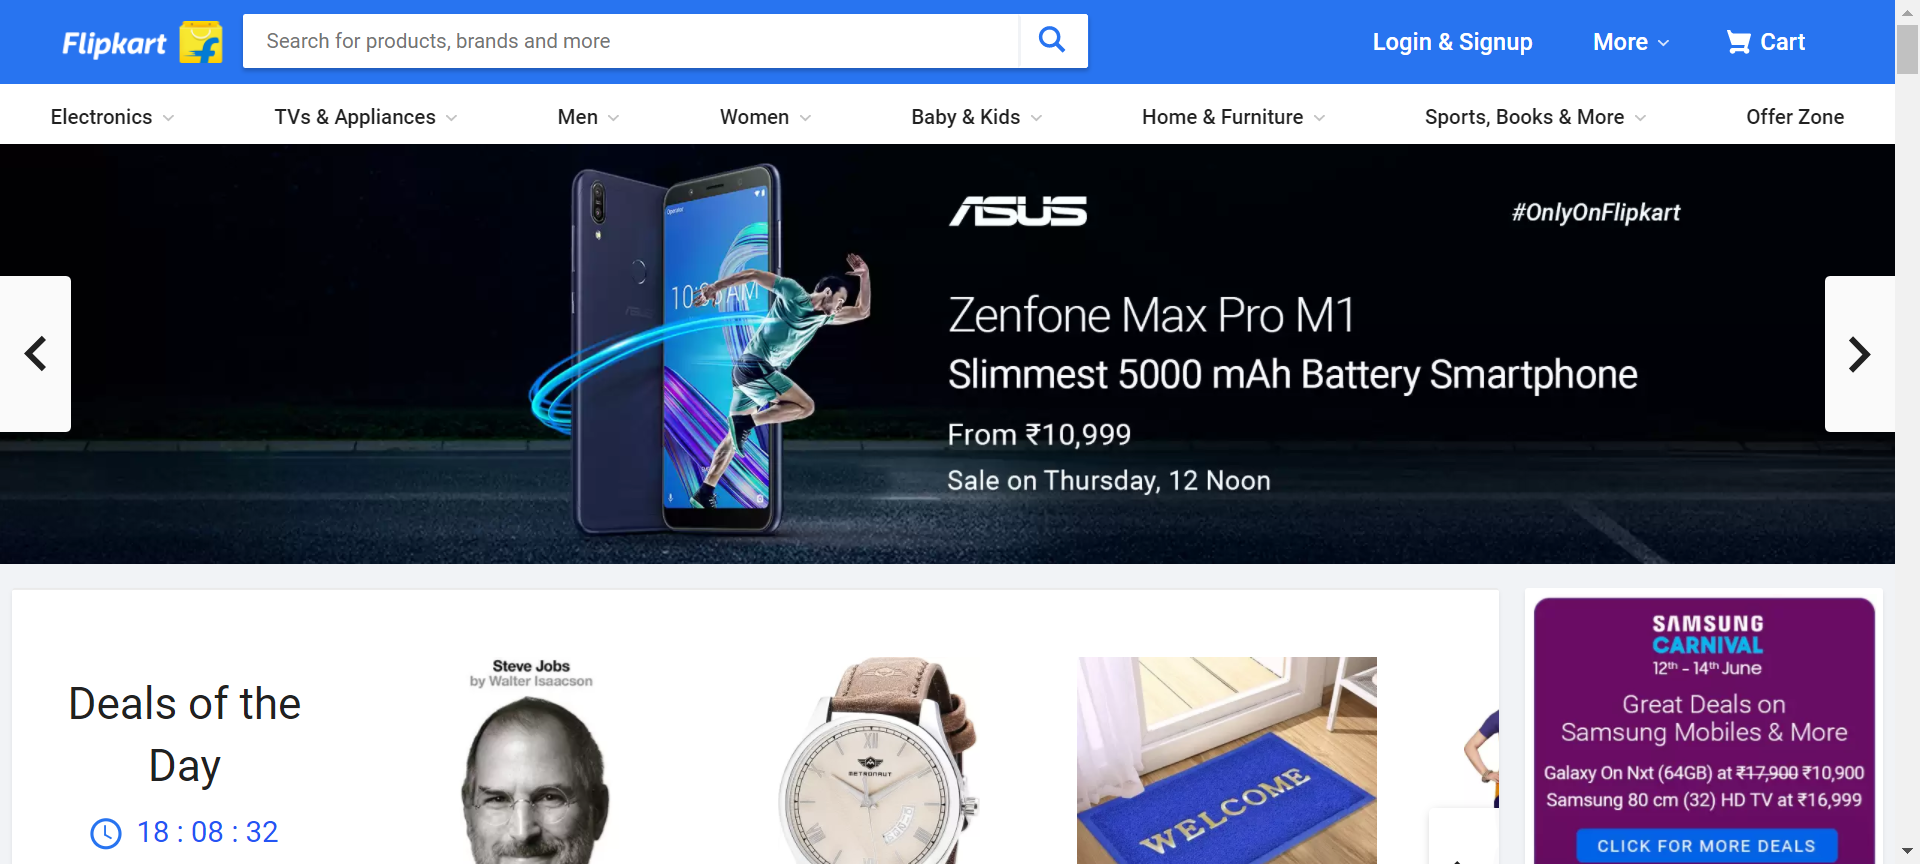 Flipkart
Search for products, brands and more
Login & Signup
More
Cart
Electronics
TVs & Appliances
Men
Women
Baby & Kids
Home & Furniture
Sports, Books & More
Offer Zone
ASUS
#OnlyOnFlipkart
Zenfone Max Pro M1
Slimmest 5000 mAh Battery Smartphone
From ₹10,999
Sale on Thursday, 12 Noon
Deals of the
Day
18 : 08 : 32
Steve Jobs
by Walter Isaacson
XII
METRONAUT
WELCOME
SAMSUNG
CARNIVAL
12th - 14th June
Great Deals on
Samsung Mobiles & More
Galaxy On Nxt (64GB) at ₹17,900 ₹10,900
Samsung 80 cm (32) HD TV at ₹16,999
CLICK FOR MORE DEALS